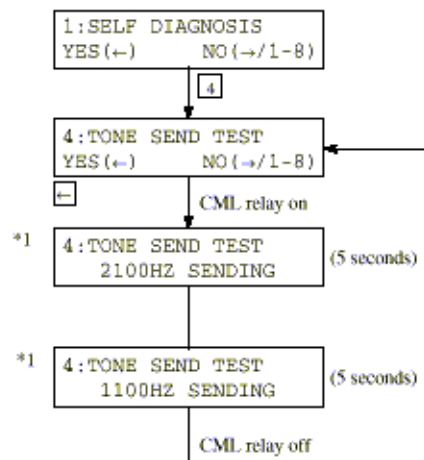 1:SELF DIAGNOSIS
YES(←) NO(→/1-8)
4
4:TONE SEND TEST
YES(←) NO(→/1-8)
←
CML relay on
*1
4:TONE SEND TEST
2100HZ SENDING
(5 seconds)
*1
4:TONE SEND TEST
1100HZ SENDING
(5 seconds)
CML relay off